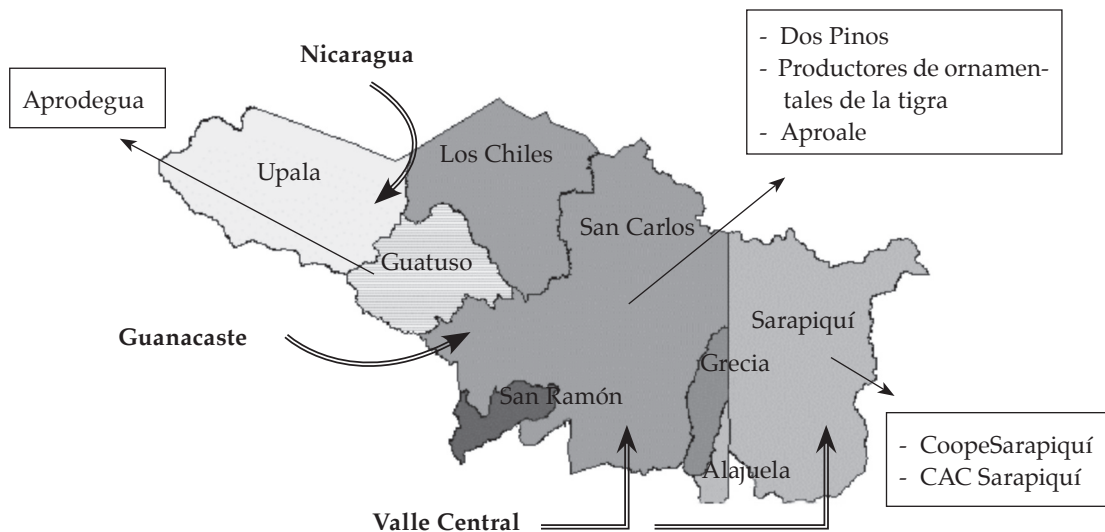 - Dos Pinos
- Productores de ornamen-
tales de la tigra
- Aproale
Nicaragua
Aprodegua
Los Chiles
Upala
San Carlos
Guatuso
Sarapiquí
Guanacaste
Grecia
San Ramón
- CoopeSarapiquí
- CAC Sarapiquí
Alajuela
Valle Central